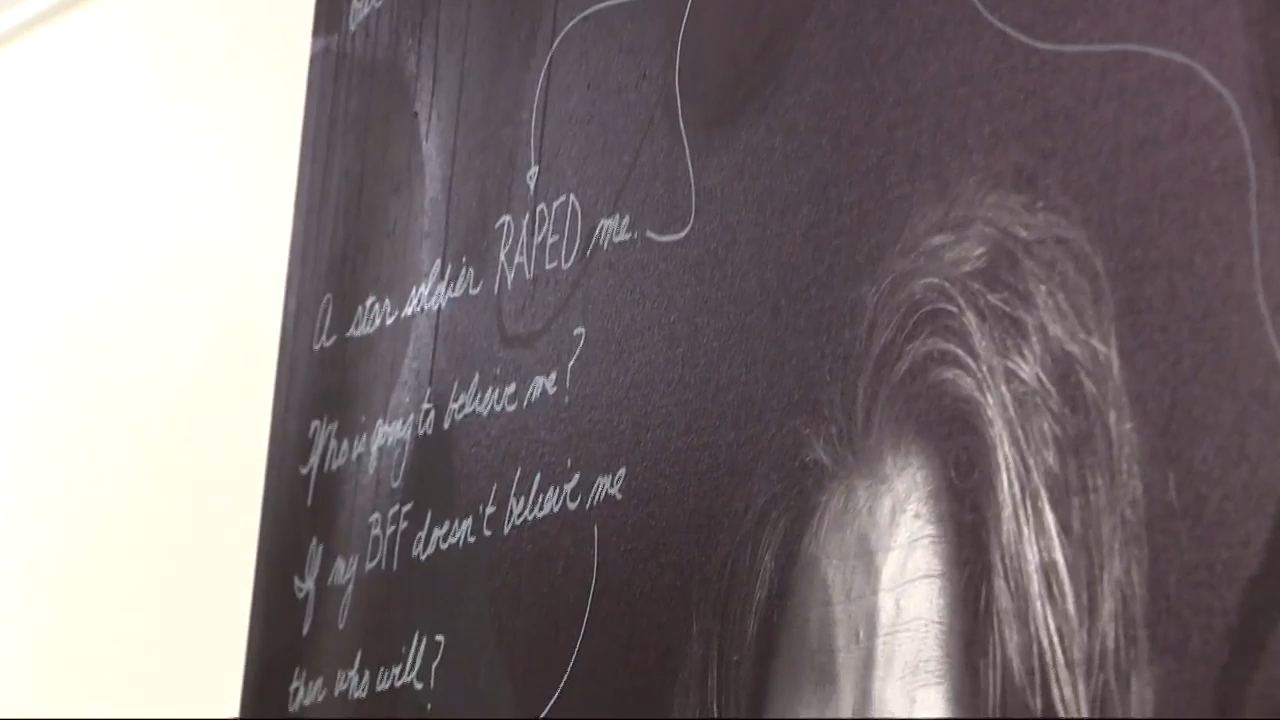 A star soldier RAPED me.
Who is going to believe me?
If my BFF doesn't believe me
then who will?